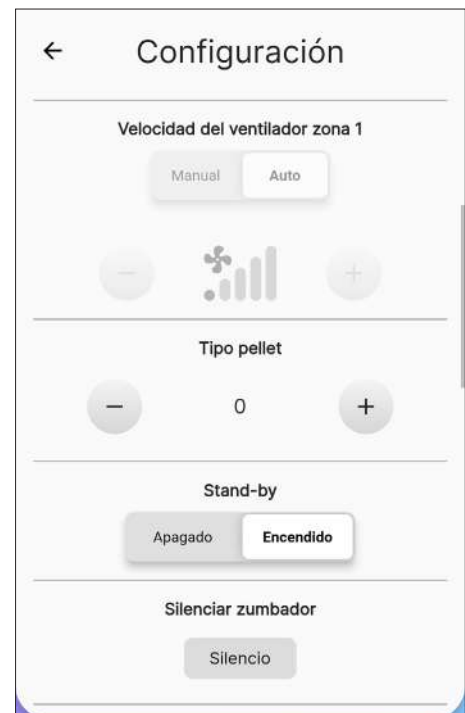 Configuración
Velocidad del ventilador zona 1
Manual Auto
Tipo pellet
0
Stand-by
Apagado Encendido
Silenciar zumbador
Silencio